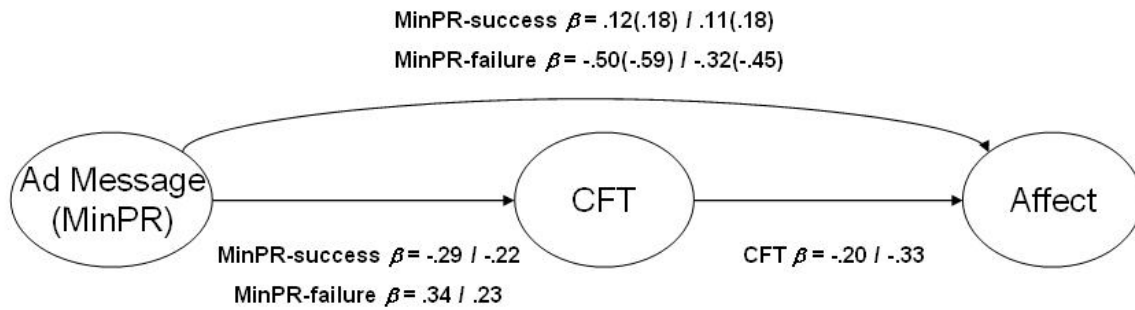 MinPR-success β = .12(.18) / .11(.18)
MinPR-failure β = -.50(-.59) / -.32(-.45)
Ad Message
(MinPR)
CFT
Affect
MinPR-success β = -.29 / -.22
MinPR-failure β = .34 / .23
CFT β = -.20 / -.33